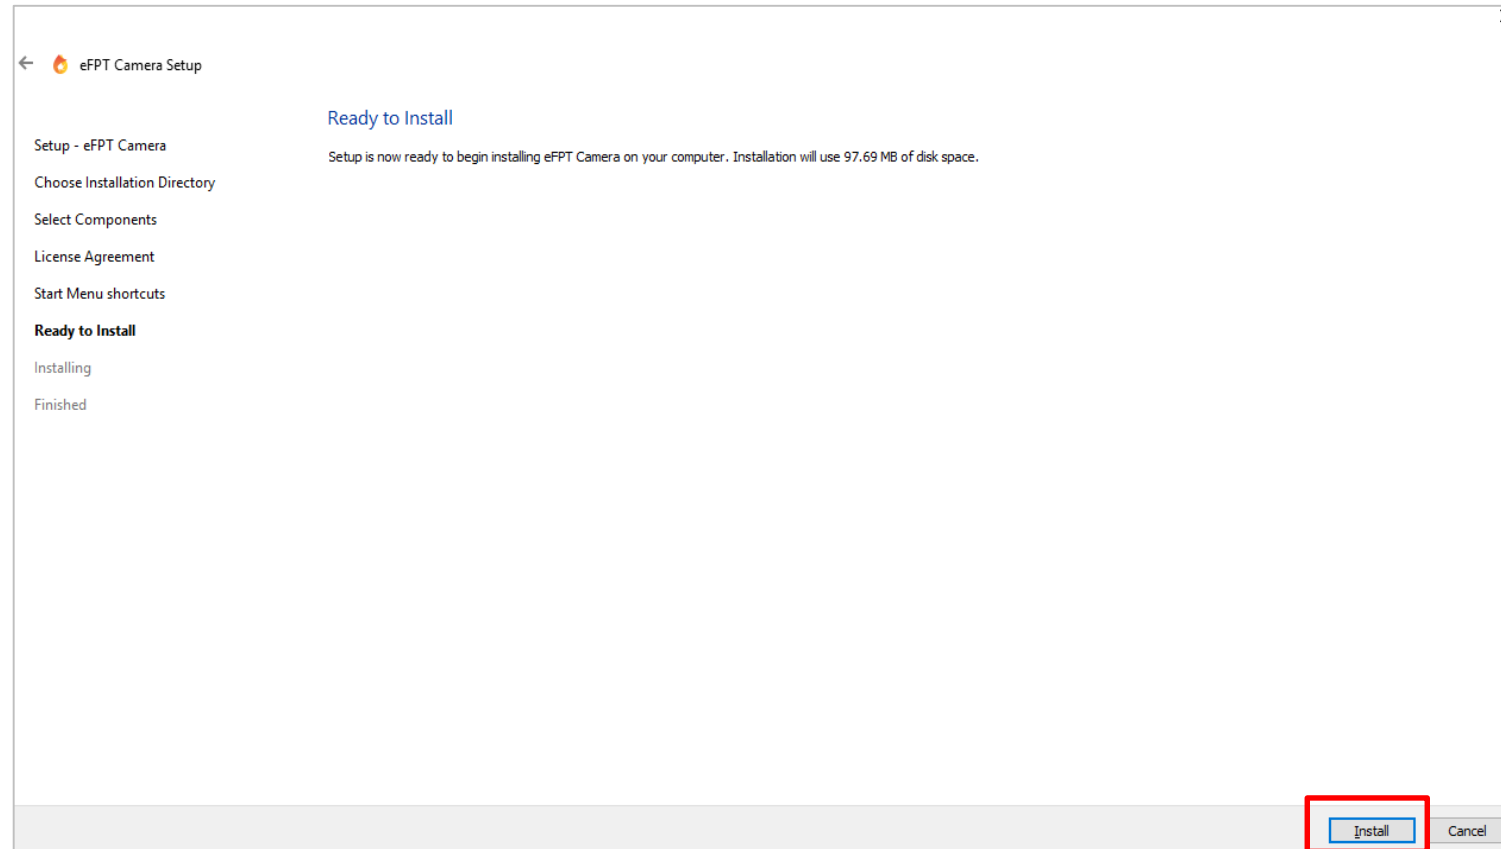 eFPT Camera Setup
Setup - eFPT Camera
Choose Installation Directory
Select Components
License Agreement
Start Menu shortcuts
Ready to Install
Installing
Finished
Ready to Install
Setup is now ready to begin installing eFPT Camera on your computer. Installation will use 97.69 MB of disk space.
Install
Cancel